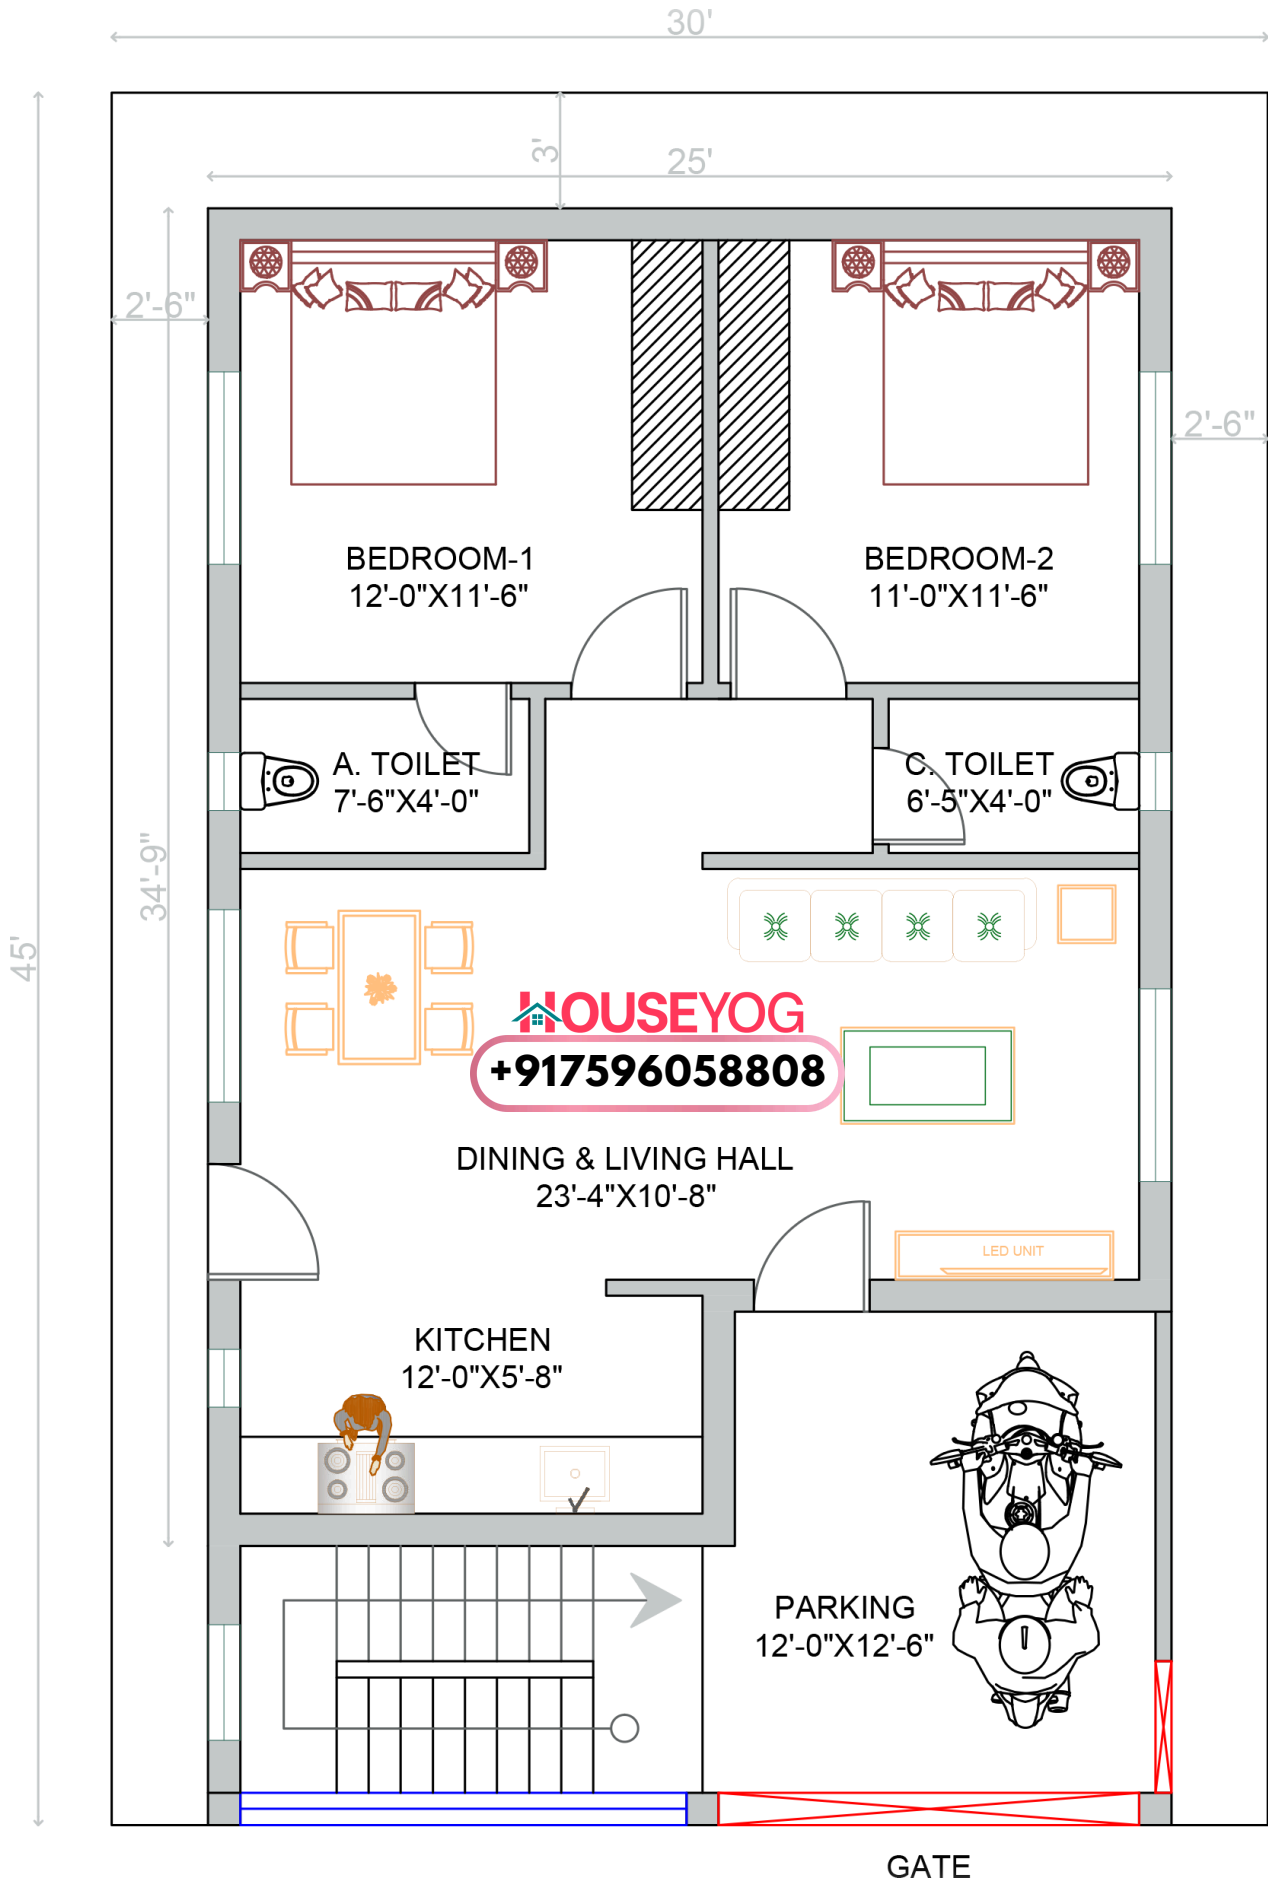 30'
3'
25'
2'-6"
2'-6"
BEDROOM-1
12'-0"X11'-6"
BEDROOM-2
11'-0"X11'-6"
A. TOILET
7'-6"X4'-0"
C. TOILET
6'-5"X4'-0"
34'-9"
45'
HOUSEYOG
+917596058808
DINING & LIVING HALL
23'-4"X10'-8"
LED UNIT
KITCHEN
12'-0"X5'-8"
PARKING
12'-0"X12'-6"
GATE